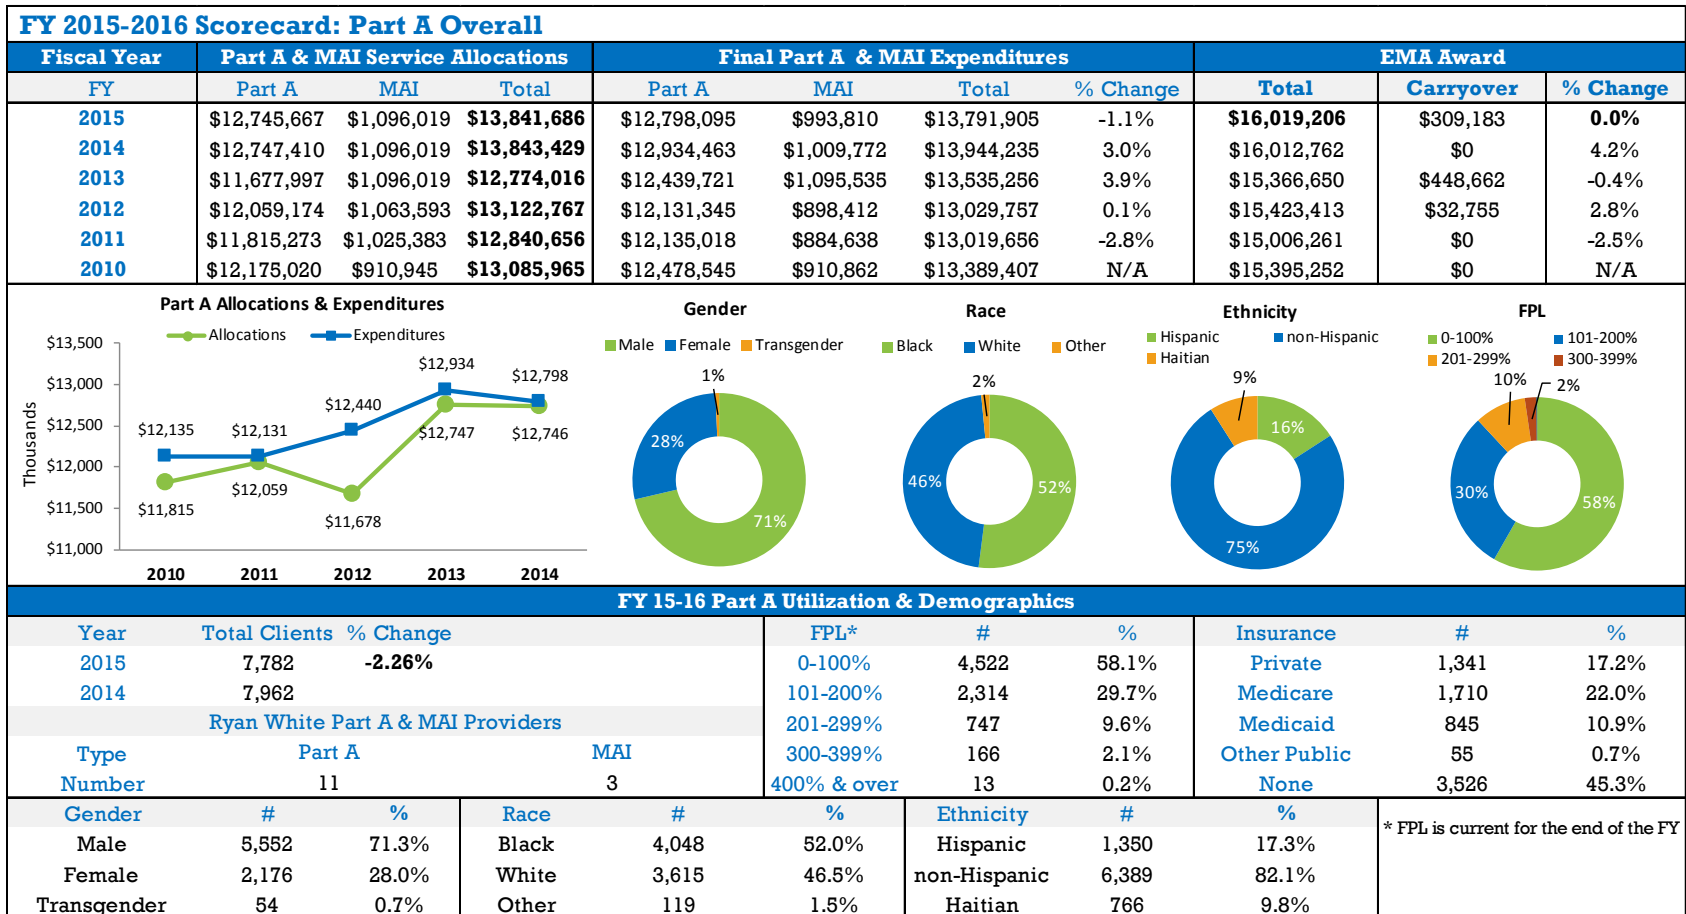 FY 2015-2016 Scorecard: Part A Overall
Fiscal Year Part A & MAI Service Allocations Final Part A & MAI Expenditures EMA Award
FY Part A MAI Total Part A MAI Total % Change Total Carryover % Change
2015 $12,745,667 $1,096,019 $13,841,686 $12,798,095 $993,810 $13,791,905 -1.1% $16,019,206 $309,183 0.0%
2014 $12,747,410 $1,096,019 $13,843,429 $12,934,463 $1,009,772 $13,944,235 3.0% $16,012,762 $0 4.2%
2013 $11,677,997 $1,096,019 $12,774,016 $12,439,721 $1,095,535 $13,535,256 3.9% $15,366,650 $448,662 -0.4%
2012 $12,059,174 $1,063,593 $13,122,767 $12,131,345 $898,412 $13,029,757 0.1% $15,423,413 $32,755 2.8%
2011 $11,815,273 $1,025,383 $12,840,656 $12,135,018 $884,638 $13,019,656 -2.8% $15,006,261 $0 -2.5%
2010 $12,175,020 $910,945 $13,085,965 $12,478,545 $910,862 $13,389,407 N/A $15,395,252 $0 N/A
Part A Allocations & Expenditures
Allocations Expenditures
Thousands
$13,500
$13,000
$12,500
$12,000
$11,500
$11,000
$12,135 $12,131 $12,440 $12,934 $12,798
$11,815 $12,059 $11,678 $12,747 $12,746
2010 2011 2012 2013 2014
Gender
Male Female Transgender
1%
28%
71%
Race
Black White Other
2%
46%
52%
Ethnicity
Hispanic non-Hispanic
Haitian
9%
16%
75%
FPL
0-100% 101-200%
201-299% 300-399%
10% 2%
30%
58%
FY 15-16 Part A Utilization & Demographics
Year Total Clients % Change
2015 7,782 -2.26%
2014 7,962
Ryan White Part A & MAI Providers
Type Part A MAI
Number 11 3
FPL* # %
0-100% 4,522 58.1%
101-200% 2,314 29.7%
201-299% 747 9.6%
300-399% 166 2.1%
400% & over 13 0.2%
Insurance # %
Private 1,341 17.2%
Medicare 1,710 22.0%
Medicaid 845 10.9%
Other Public 55 0.7%
None 3,526 45.3%
Gender # %
Male 5,552 71.3%
Female 2,176 28.0%
Transgender 54 0.7%
Race # %
Black 4,048 52.0%
White 3,615 46.5%
Other 119 1.5%
Ethnicity # %
Hispanic 1,350 17.3%
non-Hispanic 6,389 82.1%
Haitian 766 9.8%
* FPL is current for the end of the FY